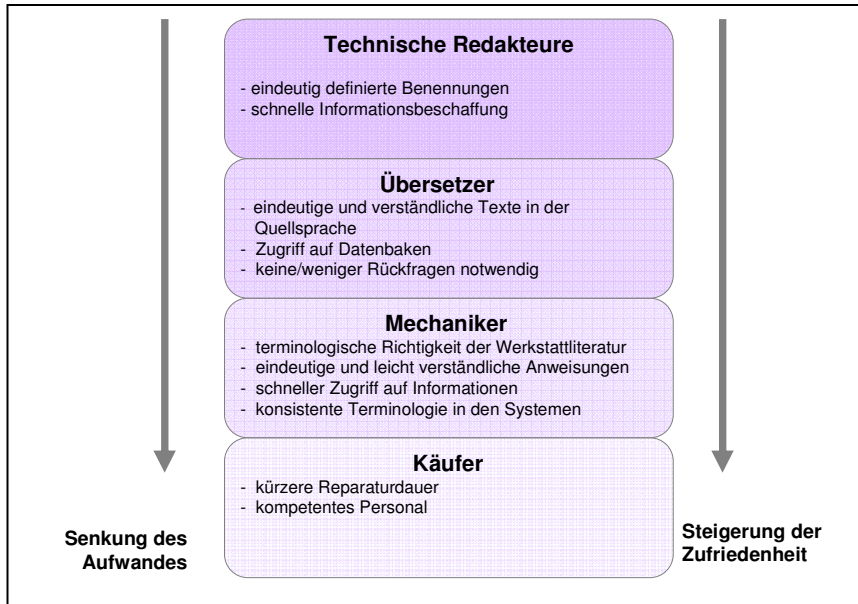 Technische Redakteure
- eindeutig definierte Benennungen
- schnelle Informationsbeschaffung
Übersetzer
- eindeutige und verständliche Texte in der
Quellsprache
- Zugriff auf Datenbaken
- keine/weniger Rückfragen notwendig
Mechaniker
- terminologische Richtigkeit der Werkstattliteratur
- eindeutige und leicht verständliche Anweisungen
- schneller Zugriff auf Informationen
- konsistente Terminologie in den Systemen
Käufer
- kürzere Reparaturdauer
- kompetentes Personal
Senkung des
Aufwandes
Steigerung der
Zufriedenheit